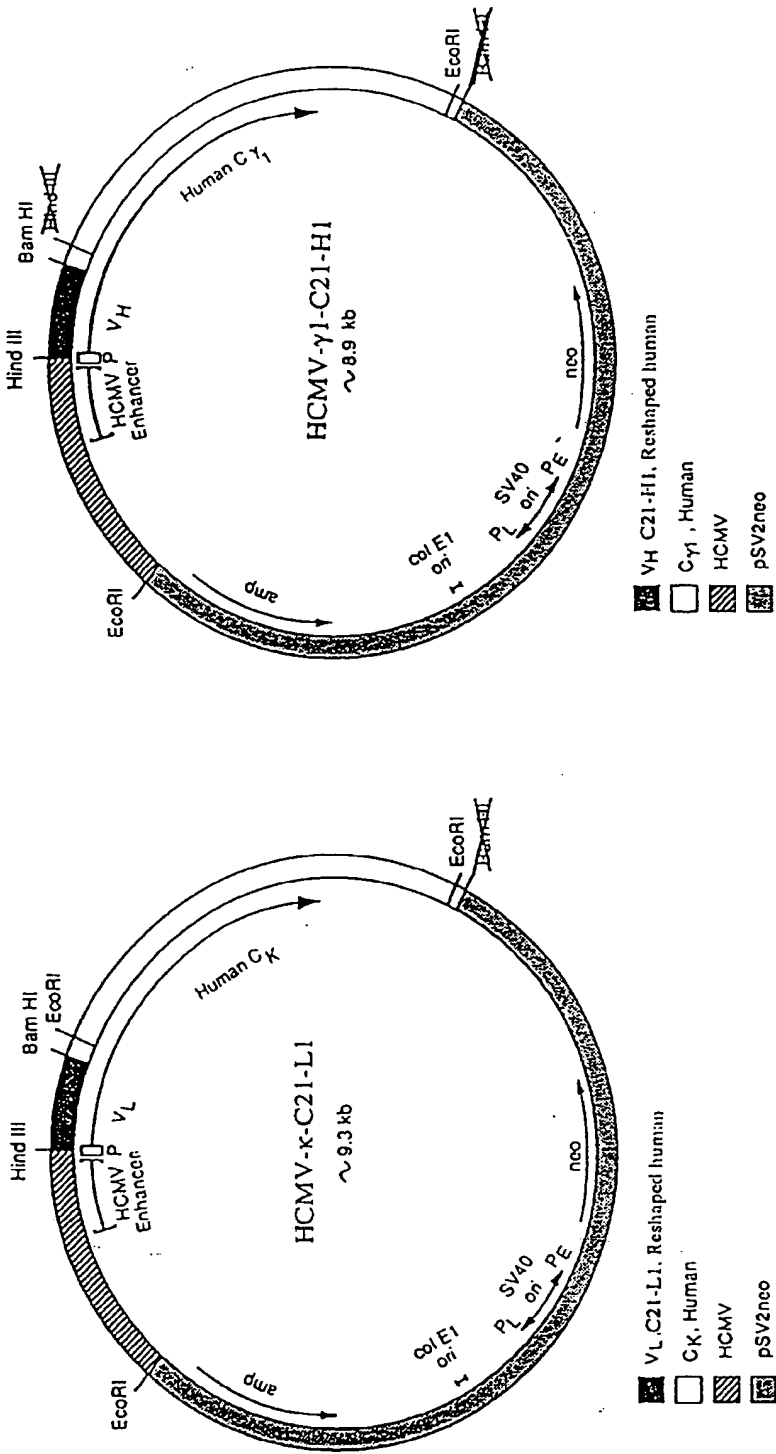 Hind III
Bam HI
EcoRI
HCMV P
Enhancer
VL
Human CK
EcoRI
amp
HCMV-κ-C21-L1
~ 9.3 kb
EcoRI
col E1
ori
PL
SV40
ori
PE
neo
VL.C21-L1. Reshaped human
CK, Human
HCMV
pSV2neo
Hind III
Bam HI
HCMV P
Enhancer
VH
Human Cγ1
EcoRI
amp
HCMV-γ1-C21-H1
~ 8.9 kb
EcoRI
col E1
ori
PL
SV40
ori
PE
neo
VH C21-H1. Reshaped human
Cγ1, Human
HCMV
pSV2neo